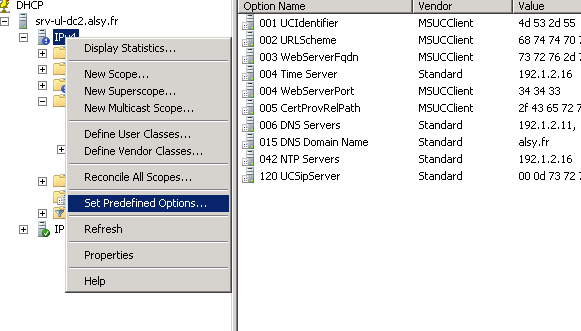 DHCP
srv-ul-dc2.alsy.fr
IPv4
Display Statistics...
New Scope...
New Superscope...
New Multicast Scope...
Define User Classes...
Define Vendor Classes...
Reconcile All Scopes...
Set Predefined Options...
Refresh
Properties
Help
IP
Option Name Vendor Value
001 UCIdentifier MSUCClient 4d 53 2d 55
002 URLScheme MSUCClient 68 74 74 70 7
003 WebServerFqdn MSUCClient 73 72 76 2d 7
004 Time Server Standard 192.1.2.16
004 WebServerPort MSUCClient 34 34 33
005 CertProvRelPath MSUCClient 2f 43 65 72 7
006 DNS Servers Standard 192.1.2.11,
015 DNS Domain Name Standard alsy.fr
042 NTP Servers Standard 192.1.2.16
120 UCSipServer Standard 00 0d 73 72 7